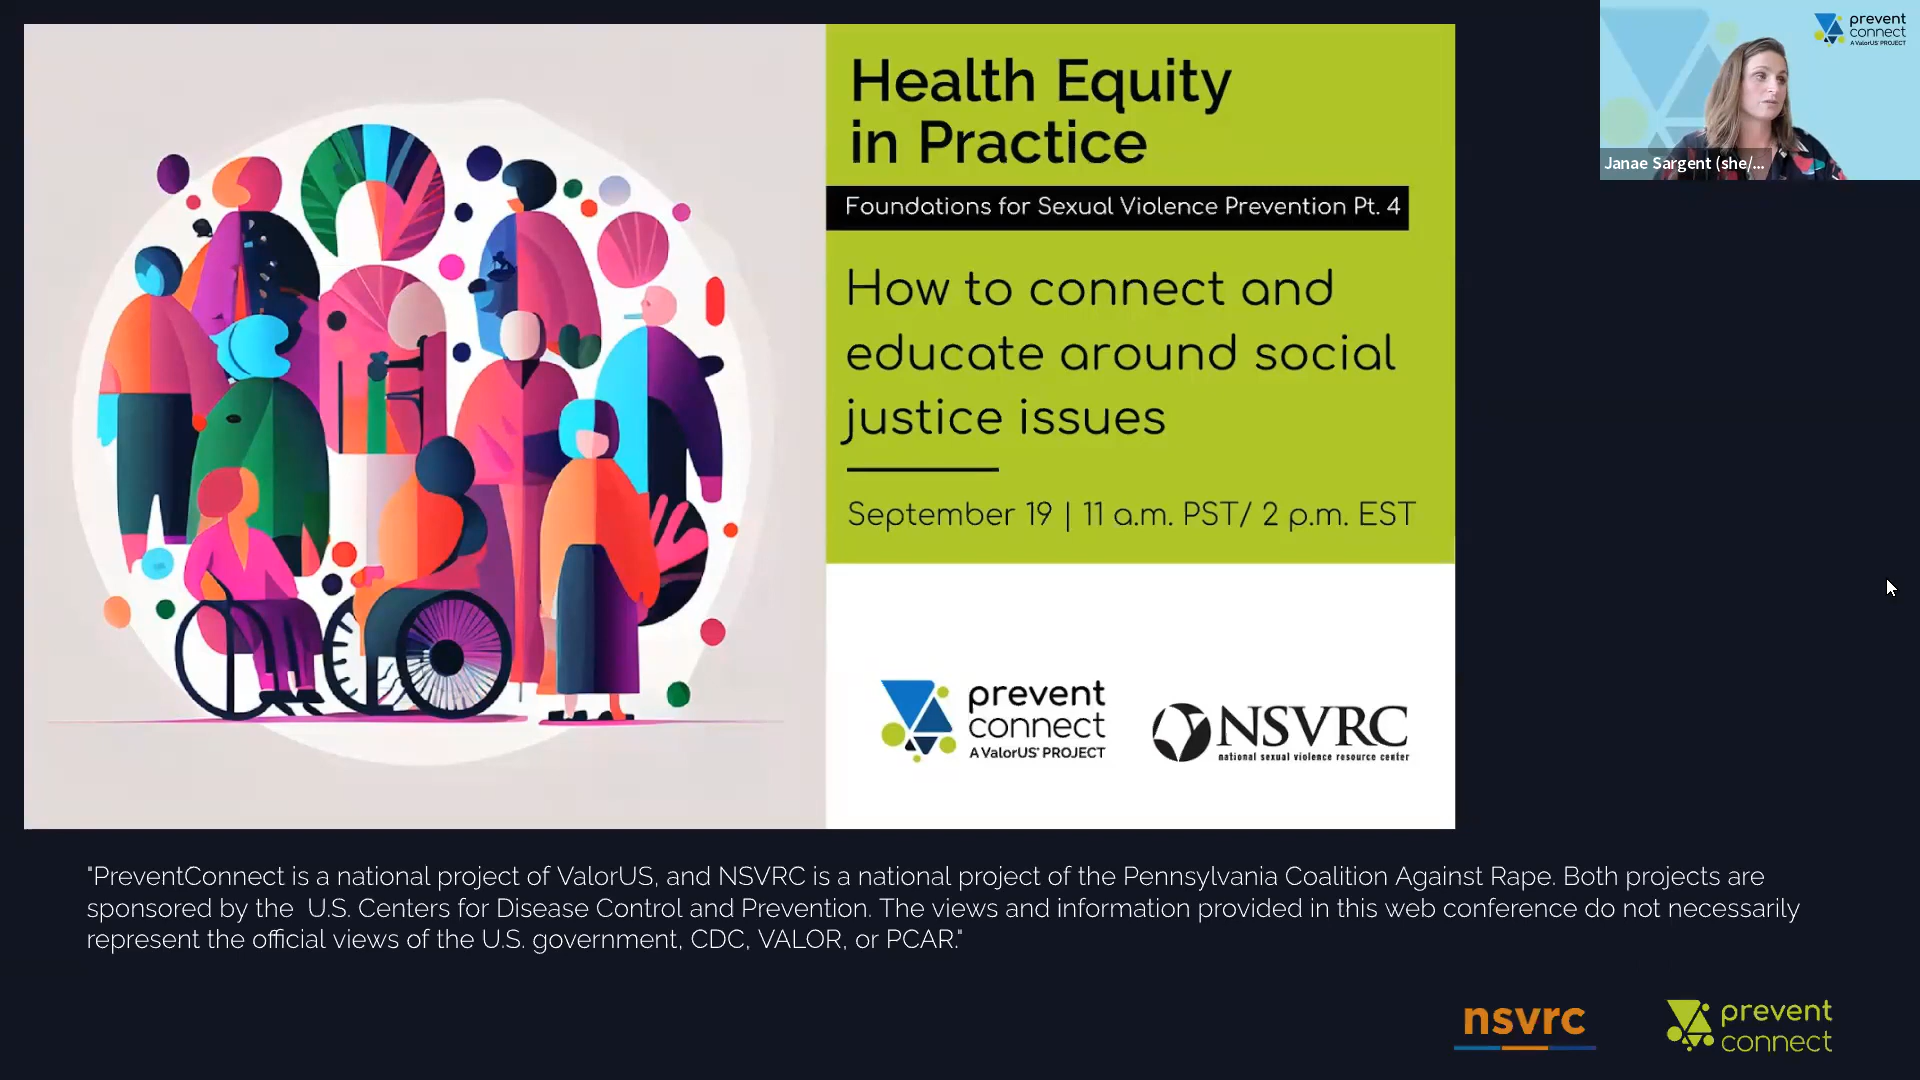 Health Equity
in Practice
Foundations for Sexual Violence Prevention Pt. 4
How to connect and
educate around social
justice issues
September 19 | 11 a.m. PST/ 2 p.m. EST
prevent
connect
A ValorUS® PROJECT
NSVRC
national sexual violence resource center
prevent
connect
A ValorUS PROJECT
Janae Sargent (she/...
"PreventConnect is a national project of ValorUS, and NSVRC is a national project of the Pennsylvania Coalition Against Rape. Both projects are
sponsored by the  U.S. Centers for Disease Control and Prevention. The views and information provided in this web conference do not necessarily
represent the official views of the U.S. government, CDC, VALOR, or PCAR."
nsvrc
prevent
connect